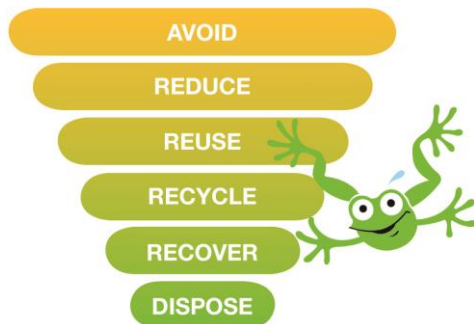 AVOID
REDUCE
REUSE
RECYCLE
RECOVER
DISPOSE